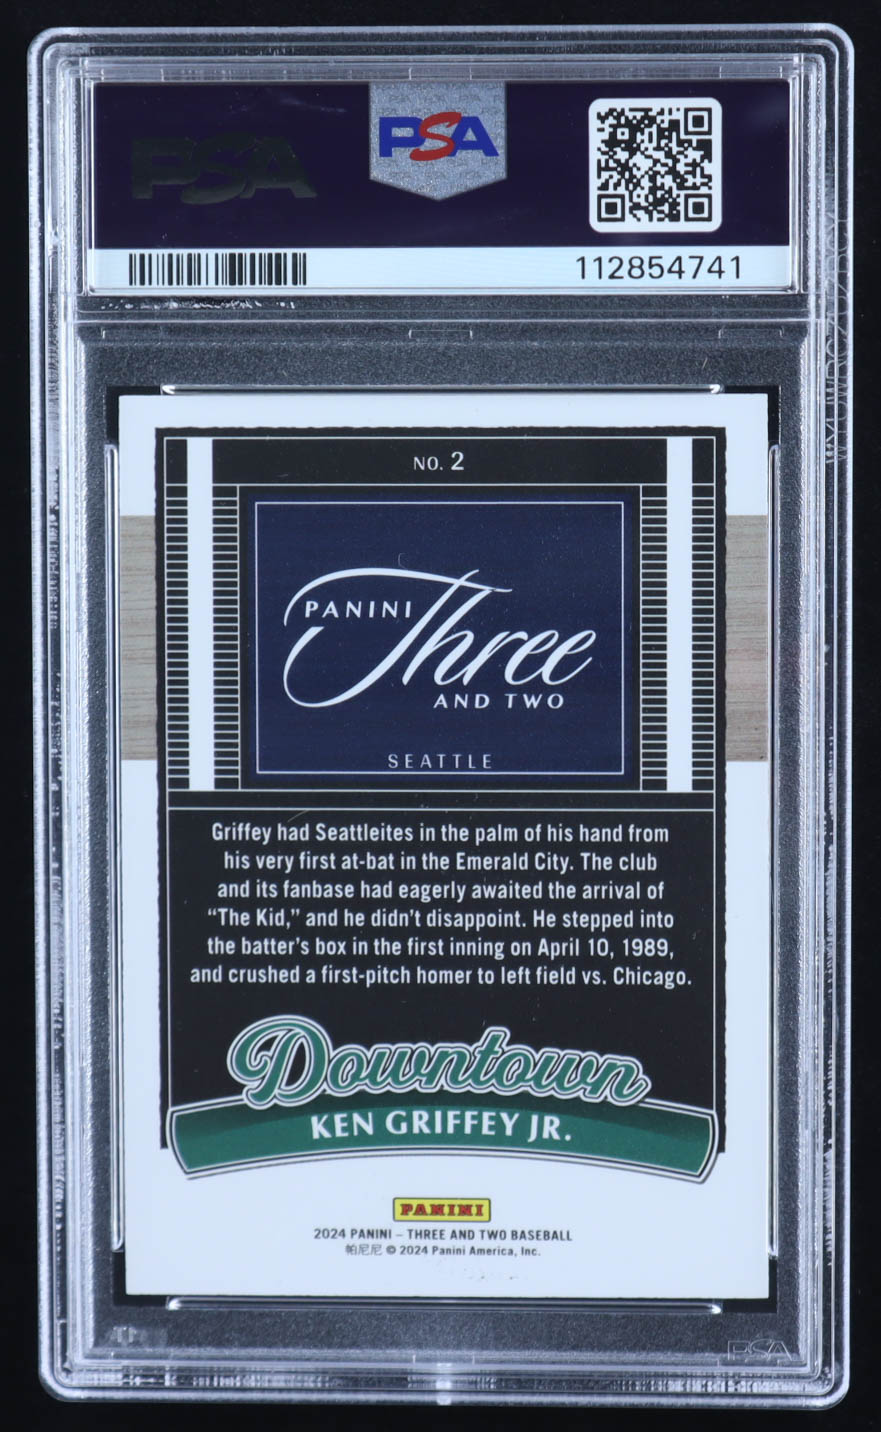 PSA
PSA
112854741
NO. 2
PANINI
Three
AND TWO
SEATTLE
Griffey had Seattleites in the palm of his hand from
his very first at-bat in the Emerald City. The club
and its fanbase had eagerly awaited the arrival of
“The Kid,” and he didn’t disappoint. He stepped into
the batter’s box in the first inning on April 10, 1989,
and crushed a first-pitch homer to left field vs. Chicago.
Downtown
KEN GRIFFEY JR.
PANINI
2024 PANINI – THREE AND TWO BASEBALL
帕尼尼 © 2024 Panini America, Inc.
PSA